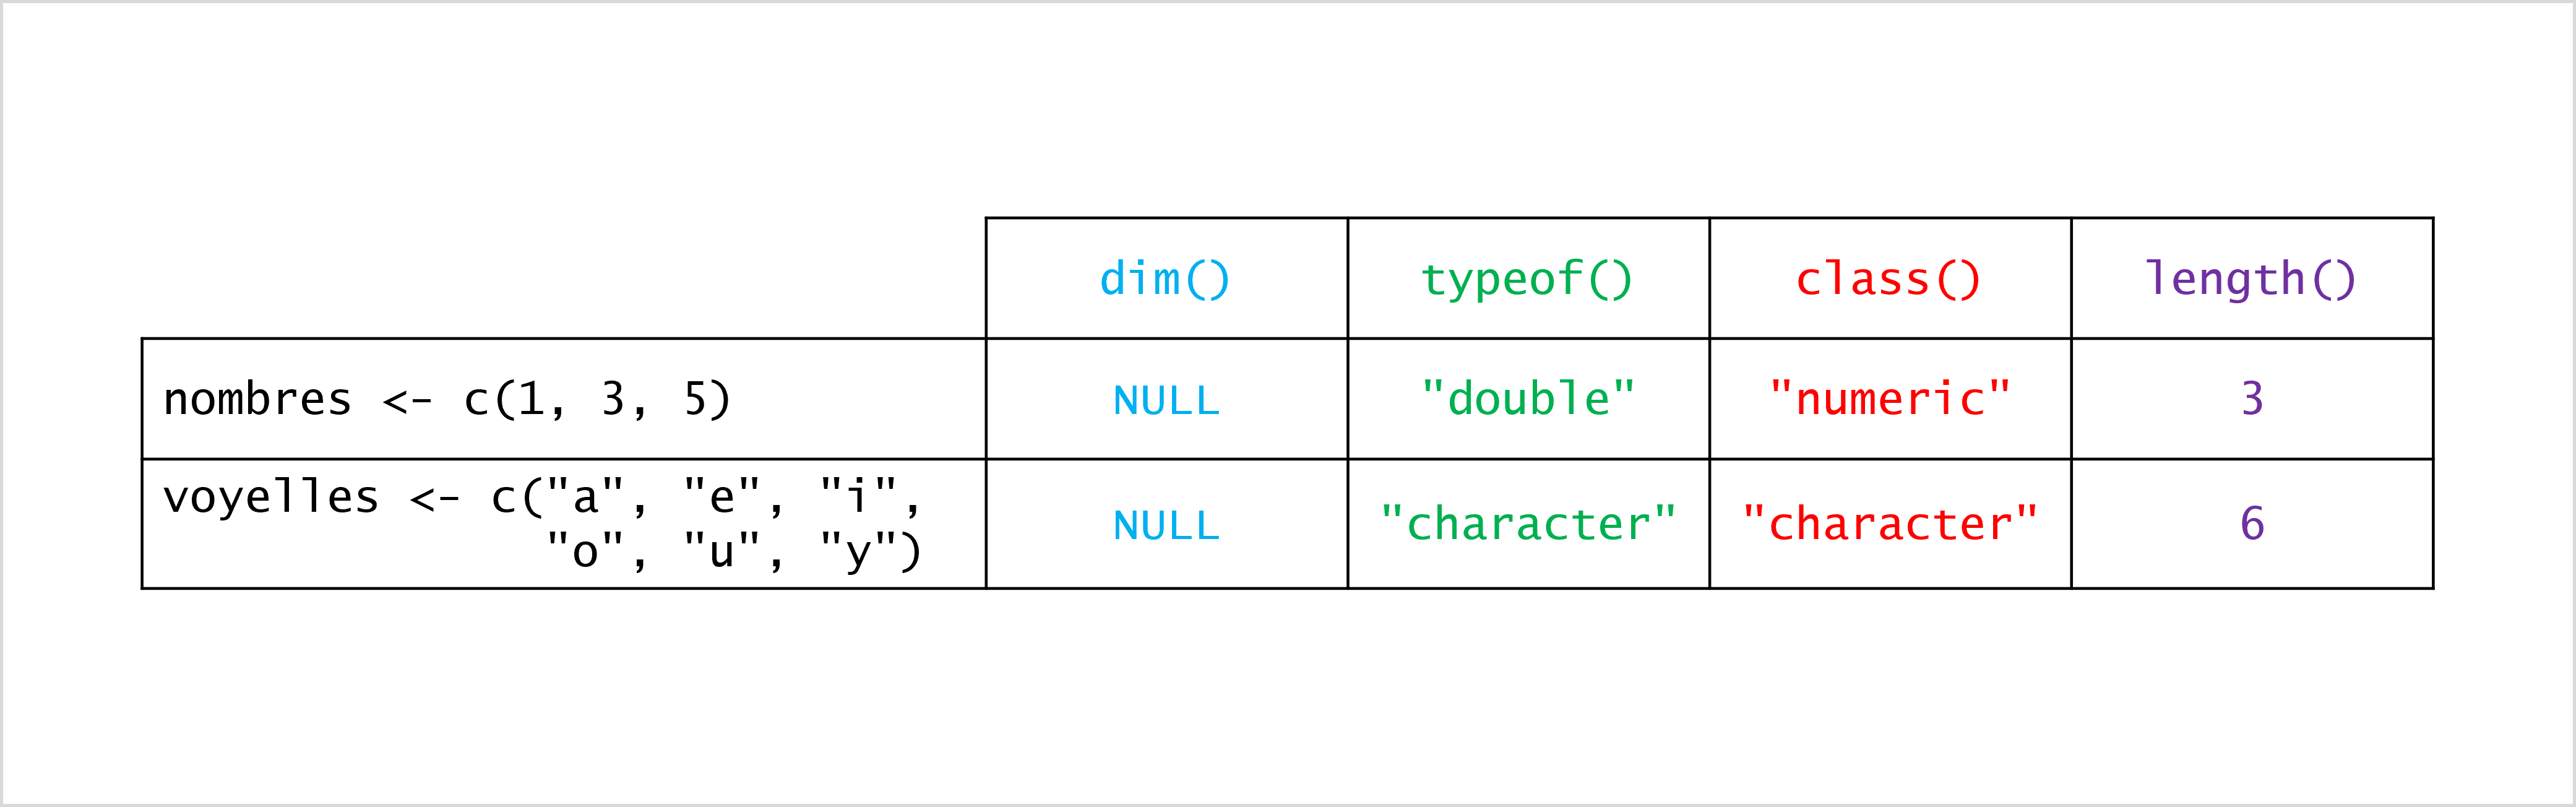 dim() typeof() class() length()
nombres <- c(1, 3, 5) NULL "double" "numeric" 3
voyelles <- c("a", "e", "i",
"o", "u", "y") NULL "character" "character" 6